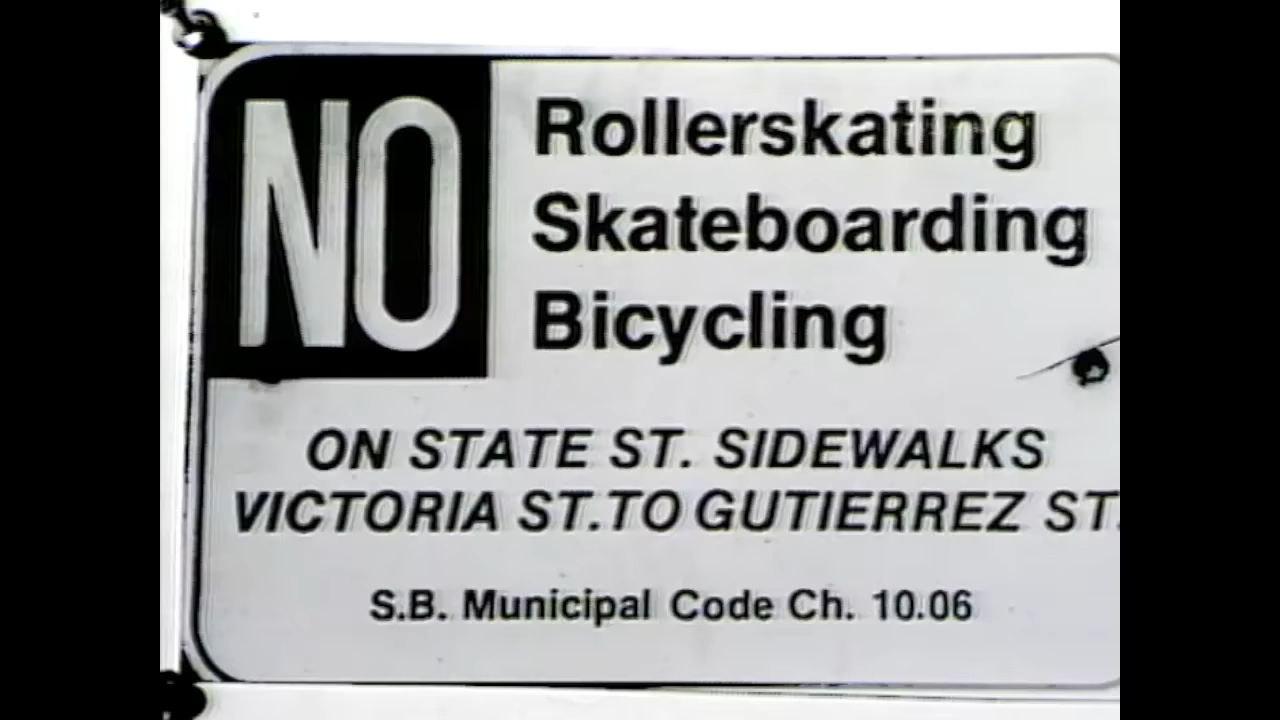 NO
Rollerskating
Skateboarding
Bicycling
ON STATE ST. SIDEWALKS
VICTORIA ST. TO GUTIERREZ ST.
S.B. Municipal Code Ch. 10.06